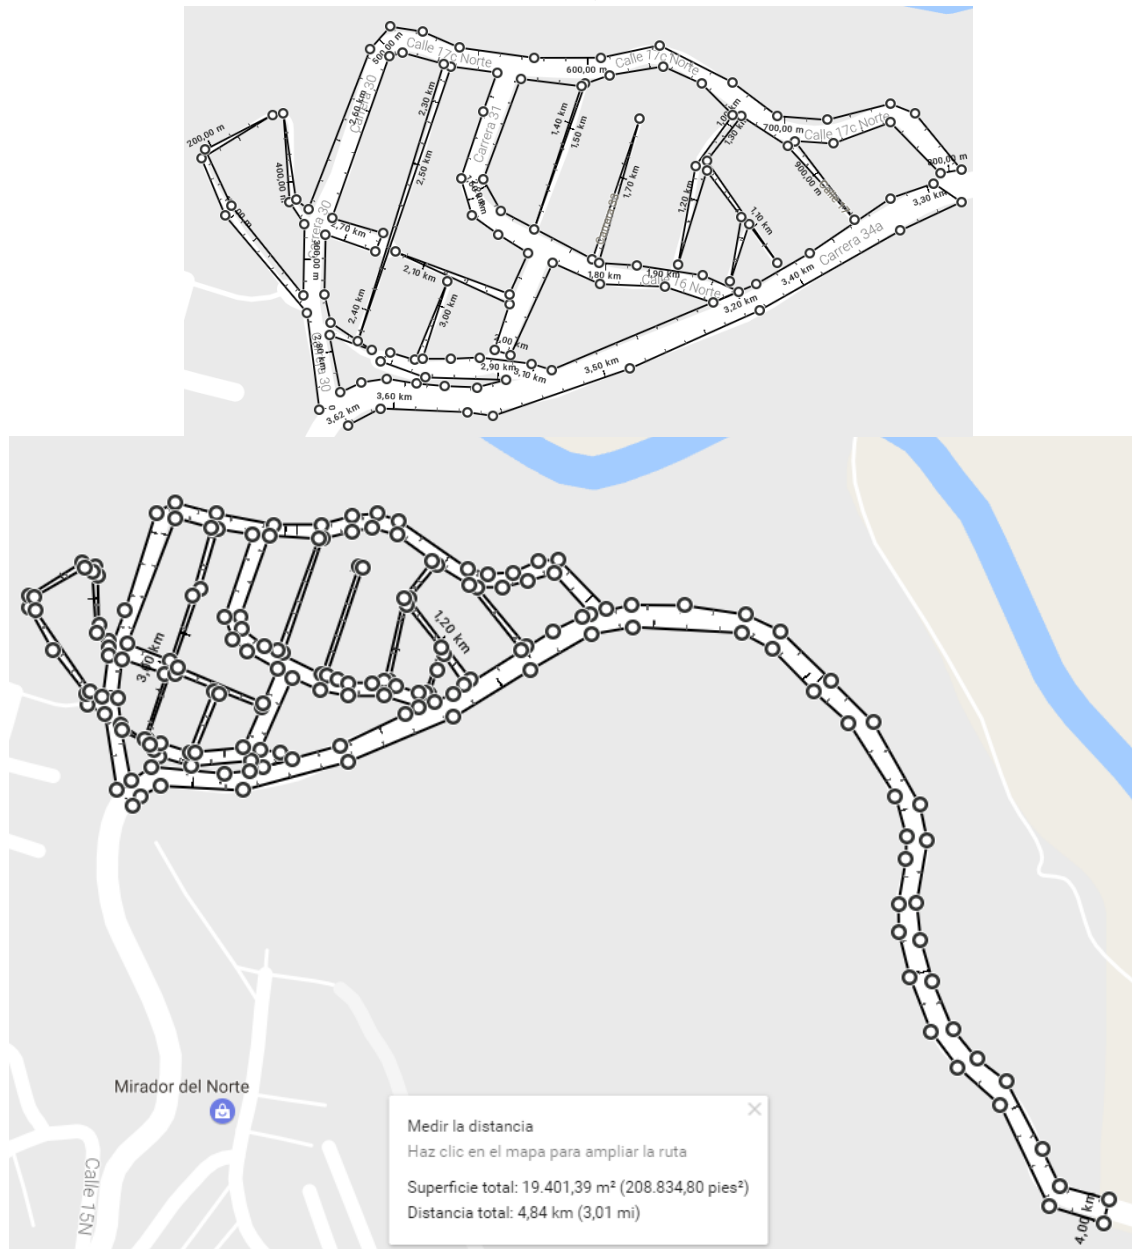 500,00 m
Calle 17c Norte
600,00 m
Calle 17c Norte
Carrera 30
2,60 km
2,30 km
1,40 km
1,50 km
1,00 km
1,30 km
700,00 m
Calle 17c Norte
200,00 m
Carrera 31
2,50 km
400,00 m
1,70 km
1,20 km
900,00 m
800,00 m
3,30 km
1,10 km
Carrera 30
2,70 km
300,00 m
2,10 km
1,80 km
1,90 km
Calle 16 Norte
Carrera 34a
3,40 km
3,20 km
2,40 km
3,00 km
2,00 km
2,90 km
3,10 km
3,50 km
3,60 km
3,62 km
1,20 km
3,00 km
Mirador del Norte
Calle 15N
Medir la distancia
Haz clic en el mapa para ampliar la ruta
Superficie total: 19.401,39 m² (208.834,80 pies²)
Distancia total: 4,84 km (3,01 mi)
4,00 km